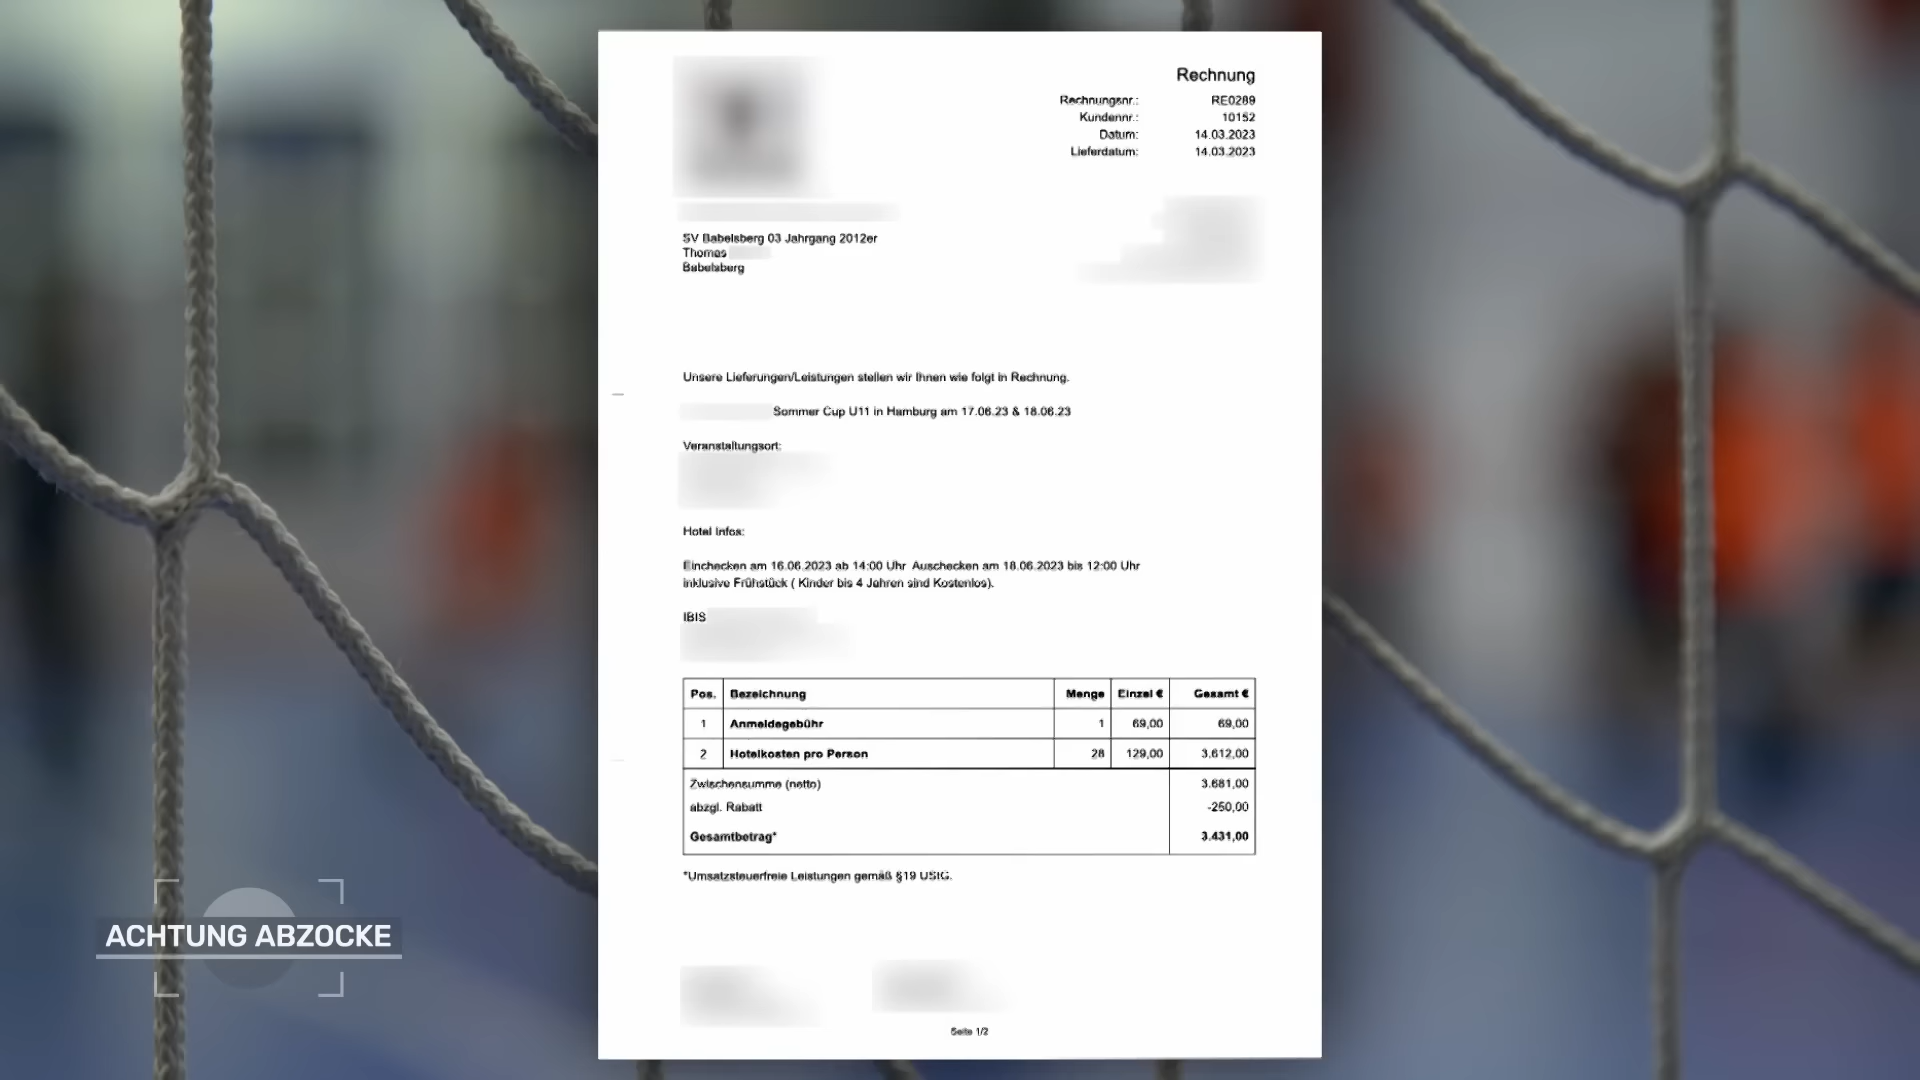 Rechnung
Rechnungsnr.: RE0289
Kundennr.: 10152
Datum: 14.03.2023
Lieferdatum: 14.03.2023
SV Babelsberg 03 Jahrgang 2012er
Thomas
Babelsberg
Unsere Lieferungen/Leistungen stellen wir Ihnen wie folgt in Rechnung.
Sommer Cup U11 in Hamburg am 17.06.23 & 18.06.23
Veranstaltungsort:
Hotel Infos:
Einchecken am 16.06.2023 ab 14:00 Uhr Auschecken am 18.06.2023 bis 12:00 Uhr
inklusive Frühstück ( Kinder bis 4 Jahren sind Kostenlos).
IBIS
Pos. Bezeichnung Menge Einzel € Gesamt €
1 Anmeldegebühr 1 69,00 69,00
2 Hotelkosten pro Person 28 129,00 3.612,00
Zwischensumme (netto) 3.681,00
abzgl. Rabatt -250,00
Gesamtbetrag* 3.431,00
*Umsatzsteuerfreie Leistungen gemäß §19 UStG.
Seite 1/2
ACHTUNG ABZOCKE